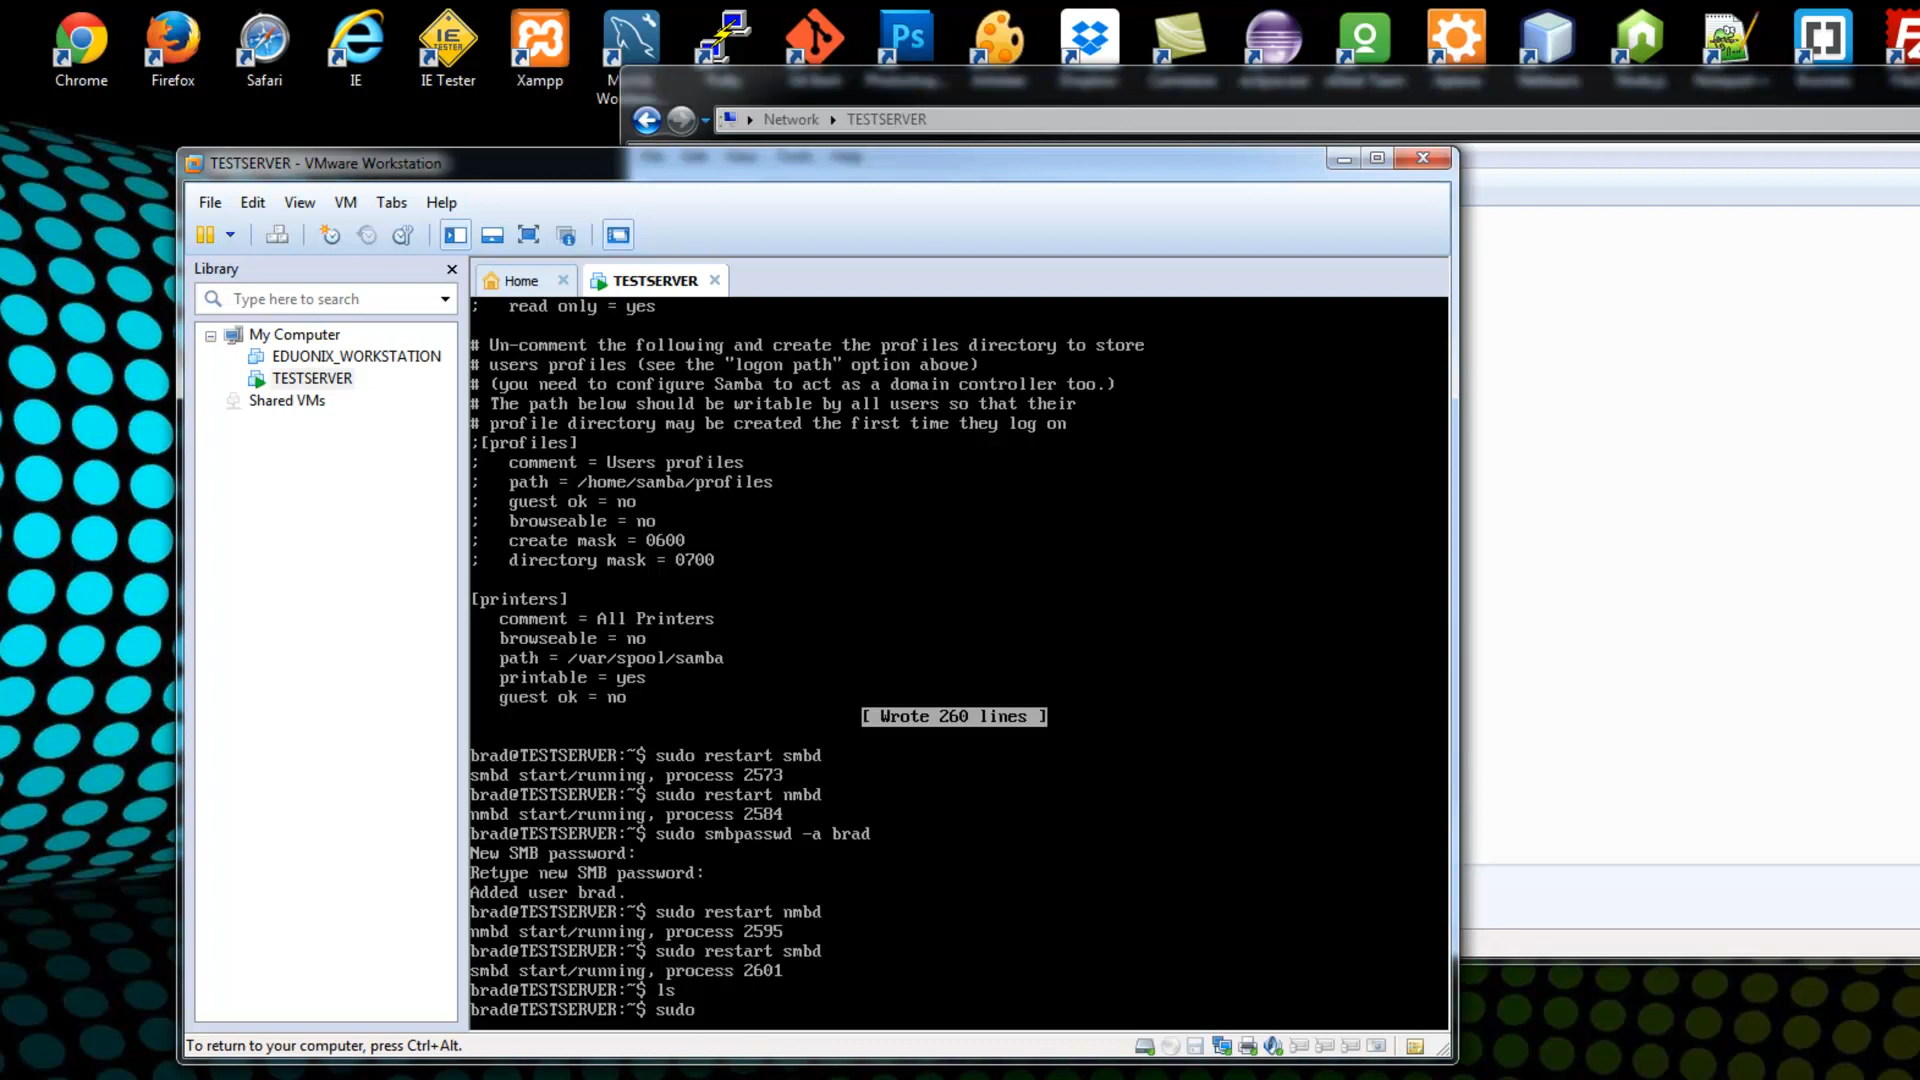 Chrome
Firefox
Safari
IE
IE Tester
Xampp
Network
TESTSERVER
TESTSERVER - VMware Workstation
File Edit View VM Tabs Help
Library
Type here to search
My Computer
EDUONIX_WORKSTATION
TESTSERVER
Shared VMs
Home
TESTSERVER
;   read only = yes
# Un-comment the following and create the profiles directory to store
# users profiles (see the "logon path" option above)
# (you need to configure Samba to act as a domain controller too.)
# The path below should be writable by all users so that their
# profile directory may be created the first time they log on
;[profiles]
;   comment = Users profiles
;   path = /home/samba/profiles
;   guest ok = no
;   browseable = no
;   create mask = 0600
;   directory mask = 0700
[printers]
   comment = All Printers
   browseable = no
   path = /var/spool/samba
   printable = yes
   guest ok = no
[ Wrote 260 lines ]
brad@TESTSERVER:~$ sudo restart smbd
smbd start/running, process 2573
brad@TESTSERVER:~$ sudo restart nmbd
nmbd start/running, process 2584
brad@TESTSERVER:~$ sudo smbpasswd -a brad
New SMB password:
Retype new SMB password:
Added user brad.
brad@TESTSERVER:~$ sudo restart nmbd
nmbd start/running, process 2595
brad@TESTSERVER:~$ sudo restart smbd
smbd start/running, process 2601
brad@TESTSERVER:~$ ls
brad@TESTSERVER:~$ sudo
To return to your computer, press Ctrl+Alt.